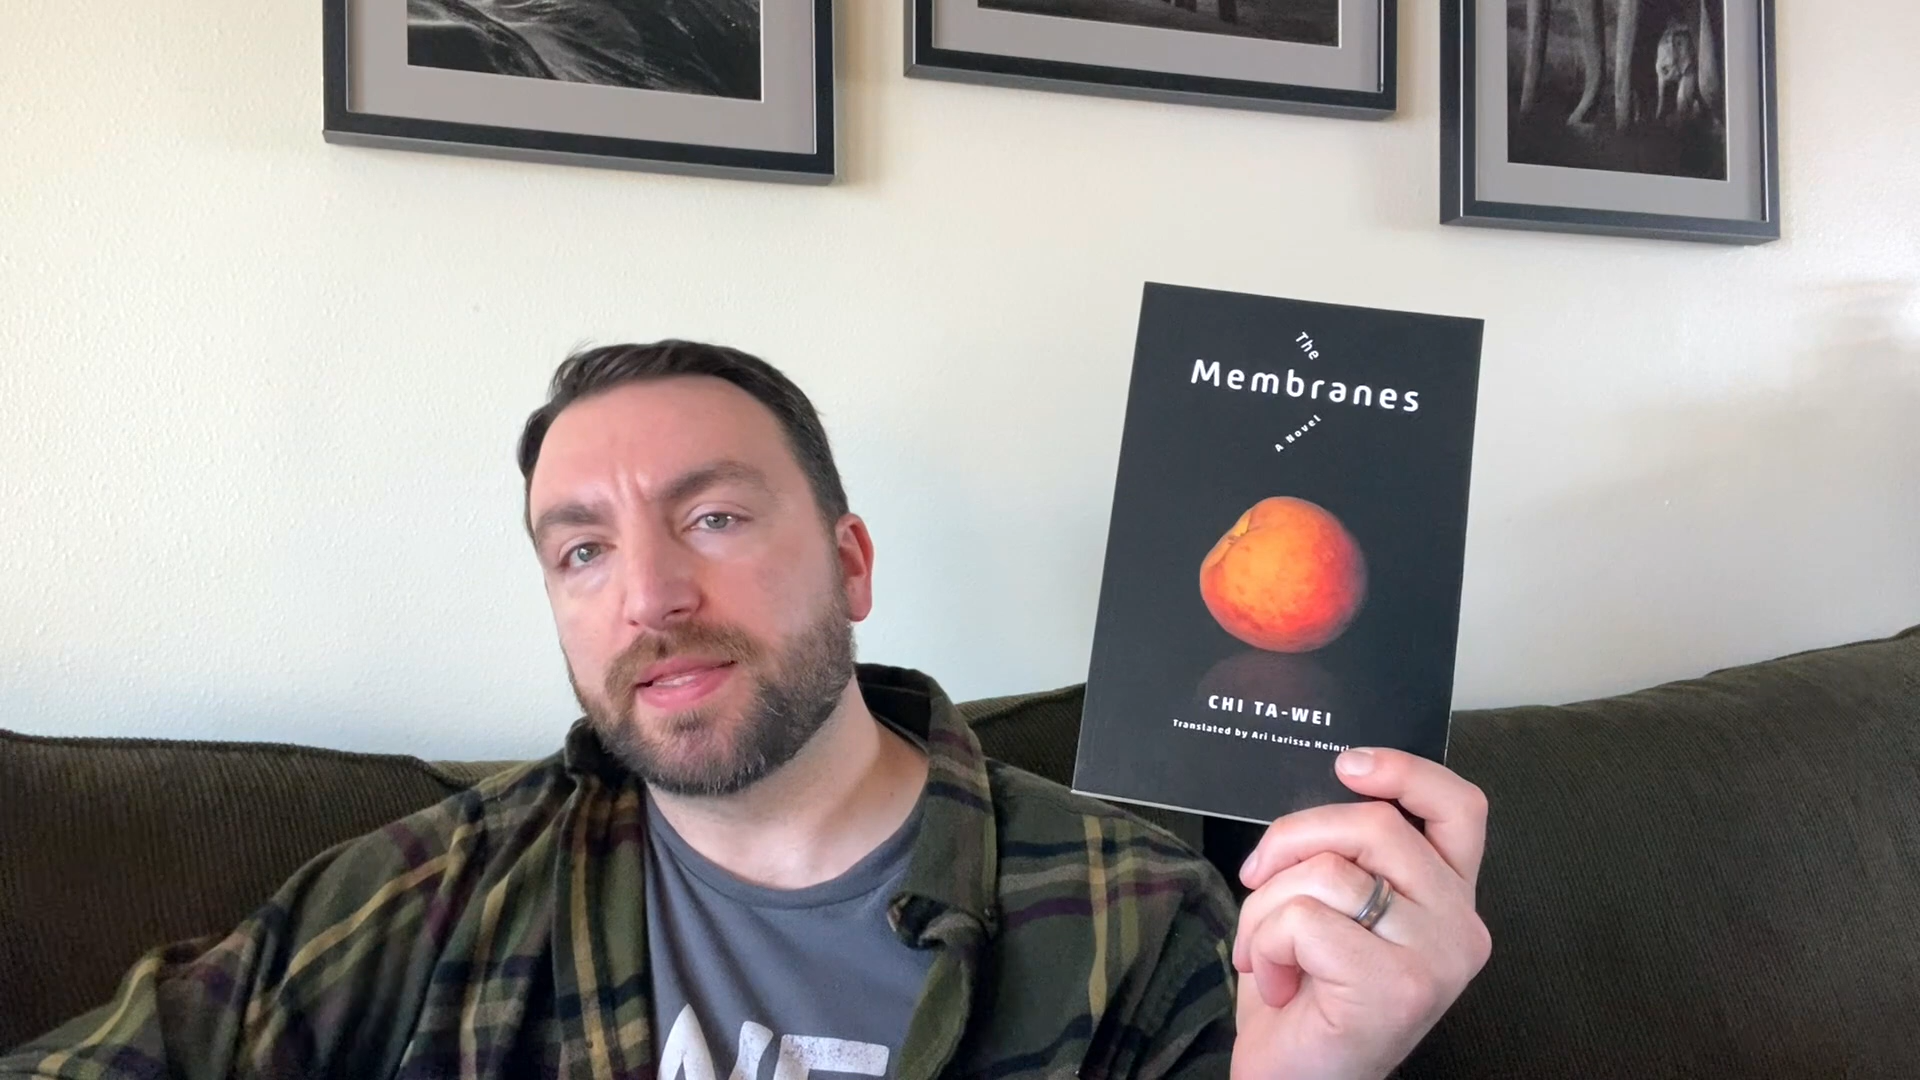 The
Membranes
A Novel
CHI TA-WEI
Translated by Ari Larissa